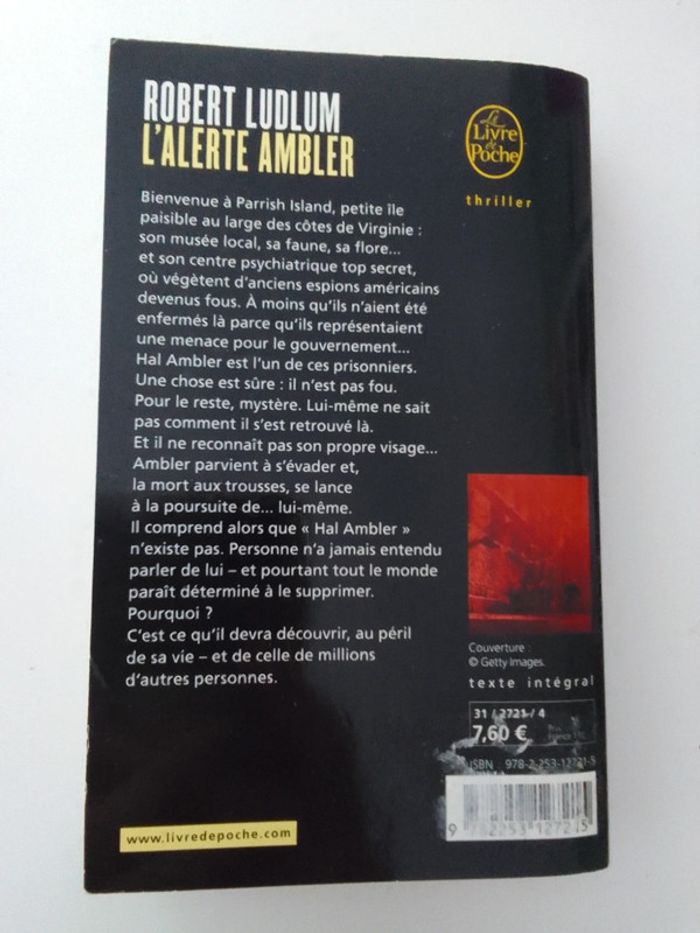 ROBERT LUDLUM
L'ALERTE AMBLER
Le
Livre
de
Poche
thriller
Bienvenue à Parrish Island, petite île
paisible au large des côtes de Virginie :
son musée local, sa faune, sa flore...
et son centre psychiatrique top secret,
où végètent d'anciens espions américains
devenus fous. À moins qu'ils n'aient été
enfermés là parce qu'ils représentaient
une menace pour le gouvernement...
Hal Ambler est l'un de ces prisonniers.
Une chose est sûre : il n'est pas fou.
Pour le reste, mystère. Lui-même ne sait
pas comment il s'est retrouvé là.
Et il ne reconnaît pas son propre visage...
Ambler parvient à s'évader et,
la mort aux trousses, se lance
à la poursuite de... lui-même.
Il comprend alors que « Hal Ambler »
n'existe pas. Personne n'a jamais entendu
parler de lui – et pourtant tout le monde
paraît déterminé à le supprimer.
Pourquoi ?
C'est ce qu'il devra découvrir, au péril
de sa vie – et de celle de millions
d'autres personnes.
Couverture :
© Getty Images.
texte intégral
31 / 2721 / 4
7,60 €
ISBN 978-2-253-12721-5
www.livredepoche.com